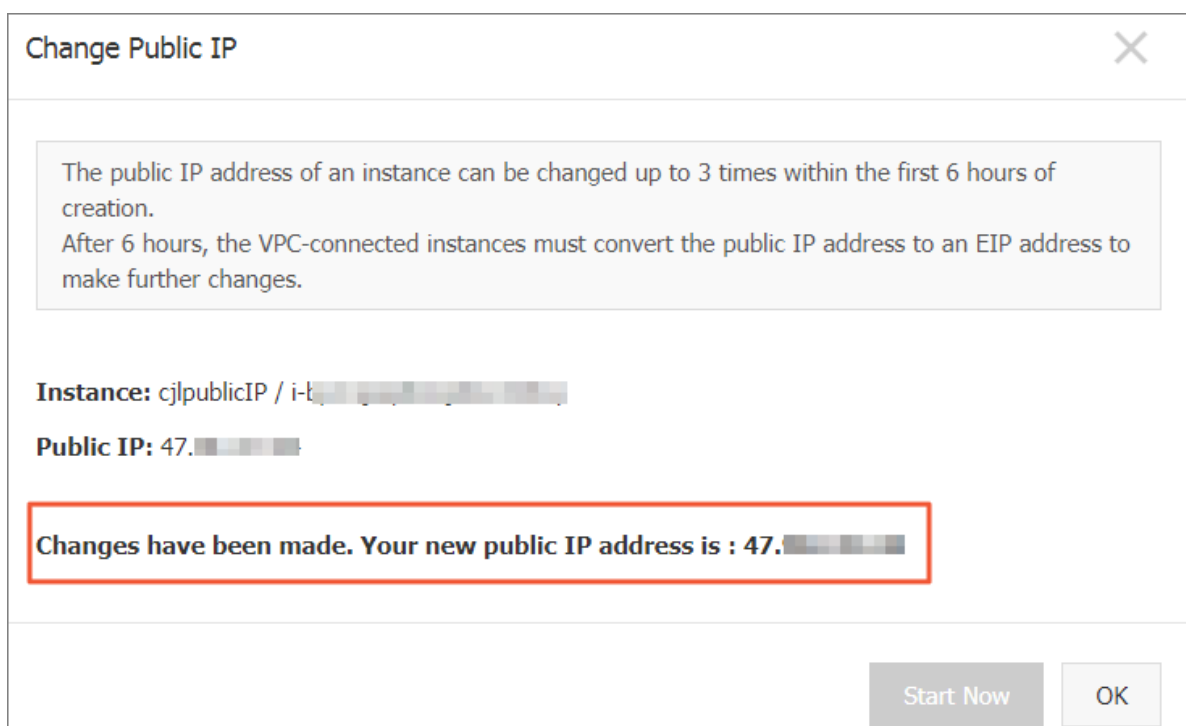 Change Public IP
The public IP address of an instance can be changed up to 3 times within the first 6 hours of
creation.
After 6 hours, the VPC-connected instances must convert the public IP address to an EIP address to
make further changes.
Instance: cjlpublicIP / i-b
Public IP: 47.
Changes have been made. Your new public IP address is : 47.
Start Now
OK